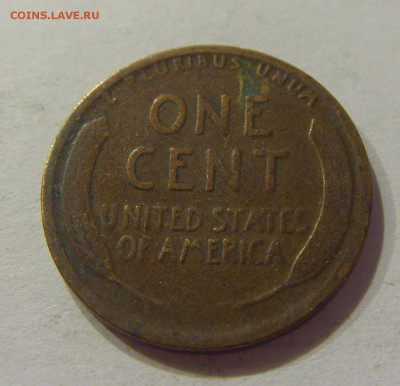 COINS.LAVE.RU
E·PLURIBUS·UNUM
ONE
CENT
UNITED STATES
OF AMERICA